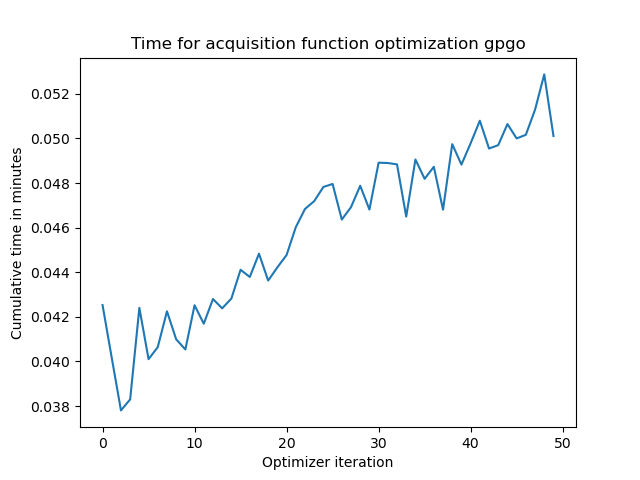 Time for acquisition function optimization gpgo
Cumulative time in minutes
0.052
0.050
0.048
0.046
0.044
0.042
0.040
0.038
0 10 20 30 40 50
Optimizer iteration